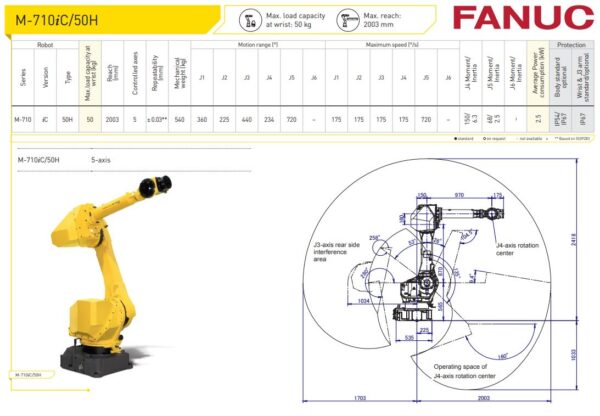 M-710iC/50H
Max. load capacity
at wrist: 50 kg
Max. reach:
2003 mm
FANUC
Robot
Motion range [°]
Maximum speed [°/s]
Protection
Series
Version
Type
Max. load capacity at
wrist (kg)
Reach
(mm)
Controlled axes
Repeatability
(mm)
Mechanical
weight (kg)
J1
J2
J3
J4
J5
J6
J1
J2
J3
J4
J5
J6
J4 Moment/
Inertia
J5 Moment/
Inertia
J6 Moment/
Inertia
Average Power
consumption (kW)
Body standard
optional
Wrist & J3 arm
standard/optional
M-710 iC 50H 50 2003 5 ± 0.03** 540 360 225 440 234 720 – 175 175 175 175 720 – 150/6.3 68/2.5 – 2.5 IP54/IP67 IP67
● standard ○ on request – not available
** Based on ISO9283
M-710iC/50H
5-axis
150
970
175
J3-axis rear side
interference
area
258°
J4-axis rotation
center
2418
870
1034
565
225
535
1033
180°
Operating space of
J4-axis rotation center
M-710iC/50H
1703
2003